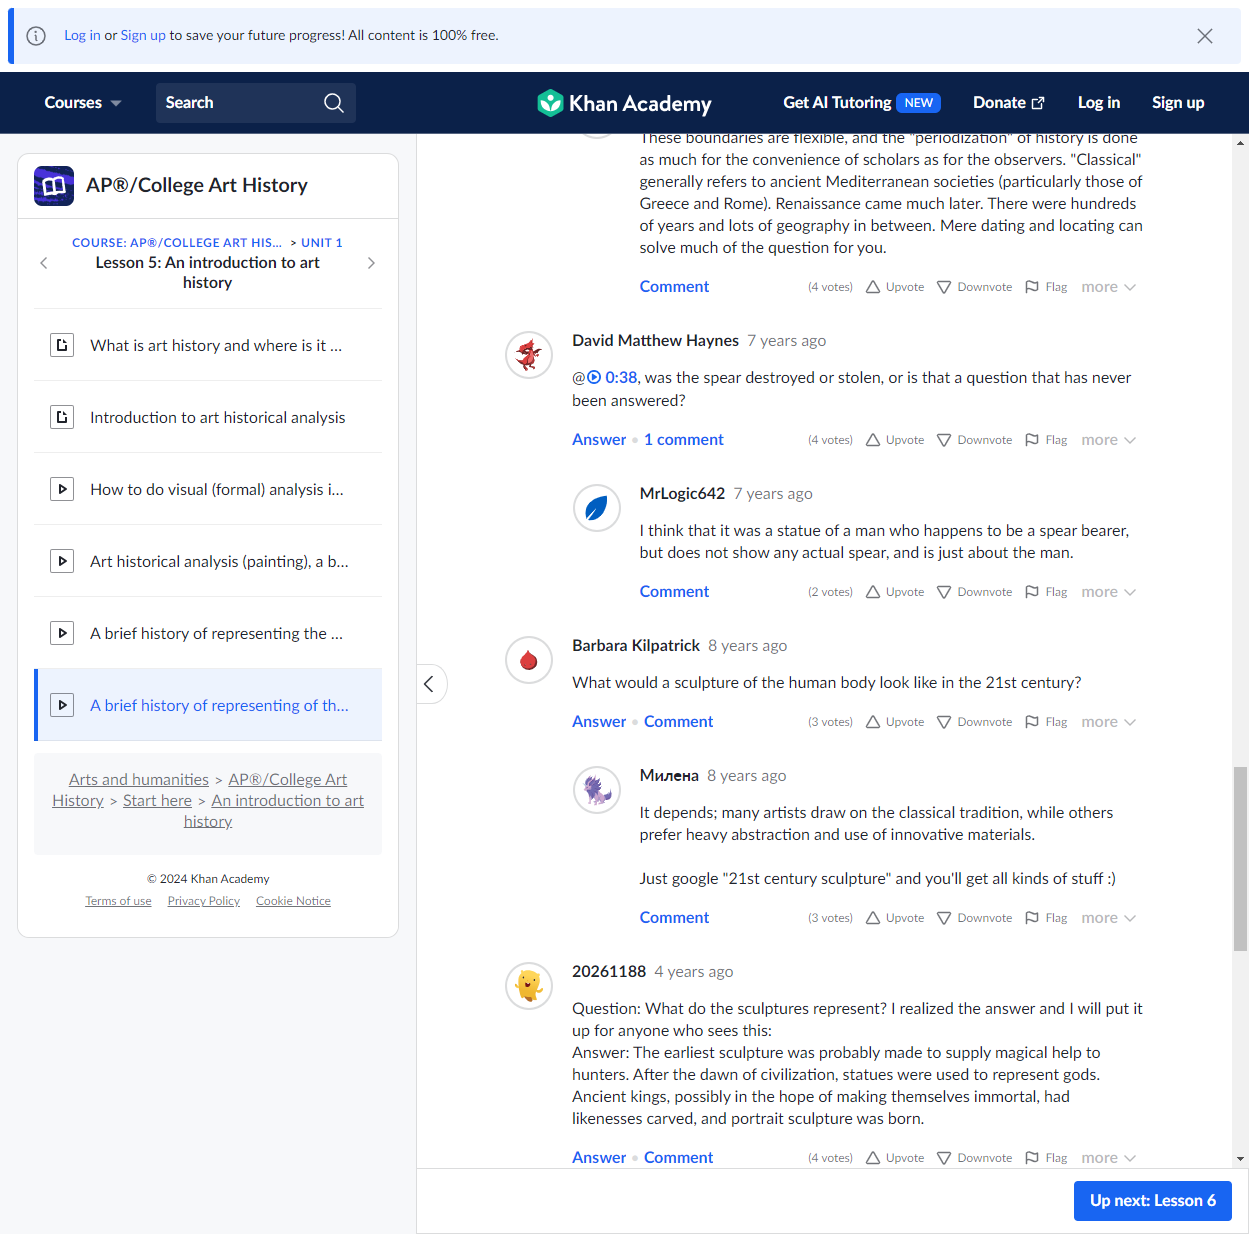 Log in or Sign up to save your future progress! All content is 100% free.
Courses
Search
Khan Academy
Get AI Tutoring NEW
Donate
Log in
Sign up
AP®/College Art History
COURSE: AP®/COLLEGE ART HIS... > UNIT 1
Lesson 5: An introduction to art
history
What is art history and where is it ...
Introduction to art historical analysis
How to do visual (formal) analysis i...
Art historical analysis (painting), a b...
A brief history of representing the ...
A brief history of representing of th...
Arts and humanities > AP®/College Art
History > Start here > An introduction to art
history
© 2024 Khan Academy
Terms of use Privacy Policy Cookie Notice
These boundaries are flexible, and the "periodization" of history is done
as much for the convenience of scholars as for the observers. "Classical"
generally refers to ancient Mediterranean societies (particularly those of
Greece and Rome). Renaissance came much later. There were hundreds
of years and lots of geography in between. Mere dating and locating can
solve much of the question for you.
Comment (4 votes) Upvote Downvote Flag more
David Matthew Haynes 7 years ago
@ 0:38, was the spear destroyed or stolen, or is that a question that has never
been answered?
Answer • 1 comment (4 votes) Upvote Downvote Flag more
MrLogic642 7 years ago
I think that it was a statue of a man who happens to be a spear bearer,
but does not show any actual spear, and is just about the man.
Comment (2 votes) Upvote Downvote Flag more
Barbara Kilpatrick 8 years ago
What would a sculpture of the human body look like in the 21st century?
Answer • Comment (3 votes) Upvote Downvote Flag more
Милена 8 years ago
It depends; many artists draw on the classical tradition, while others
prefer heavy abstraction and use of innovative materials.
Just google "21st century sculpture" and you'll get all kinds of stuff :)
Comment (3 votes) Upvote Downvote Flag more
20261188 4 years ago
Question: What do the sculptures represent? I realized the answer and I will put it
up for anyone who sees this:
Answer: The earliest sculpture was probably made to supply magical help to
hunters. After the dawn of civilization, statues were used to represent gods.
Ancient kings, possibly in the hope of making themselves immortal, had
likenesses carved, and portrait sculpture was born.
Answer • Comment (4 votes) Upvote Downvote Flag more
Up next: Lesson 6